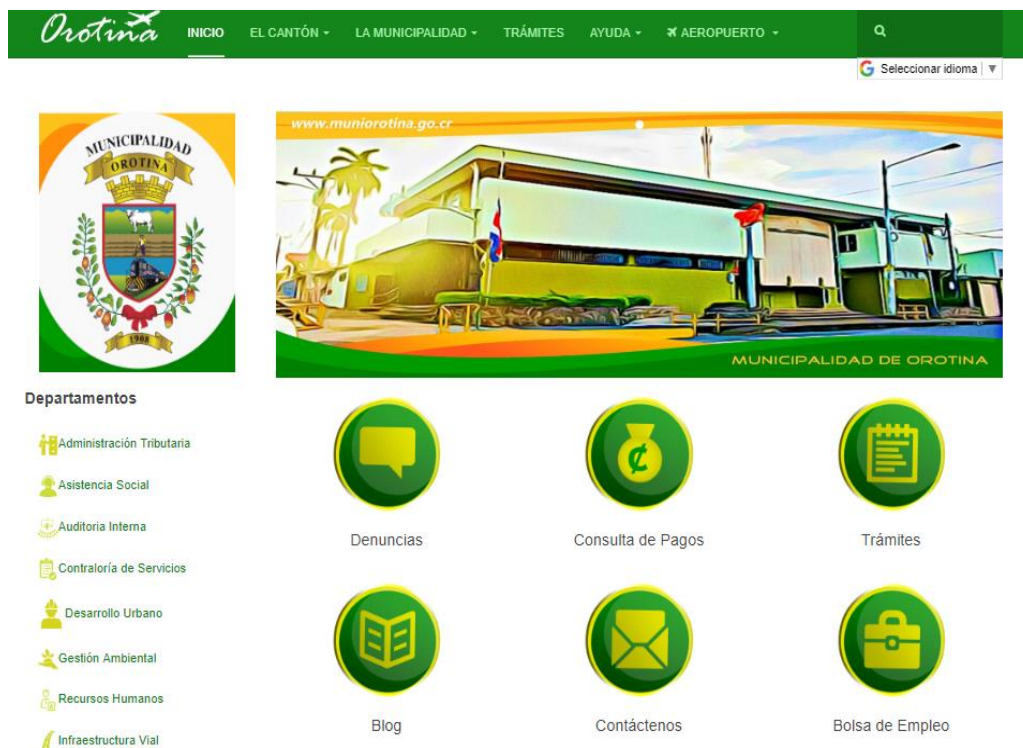 Orotina
INICIO
EL CANTÓN
LA MUNICIPALIDAD
TRÁMITES
AYUDA
AEROPUERTO
Seleccionar idioma
MUNICIPALIDAD
OROTINA
1908
www.muniorotina.go.cr
MUNICIPALIDAD DE OROTINA
Departamentos
Administración Tributaria
Asistencia Social
Auditoria Interna
Contraloría de Servicios
Desarrollo Urbano
Gestión Ambiental
Recursos Humanos
Infraestructura Vial
Denuncias
Consulta de Pagos
Trámites
Blog
Contáctenos
Bolsa de Empleo